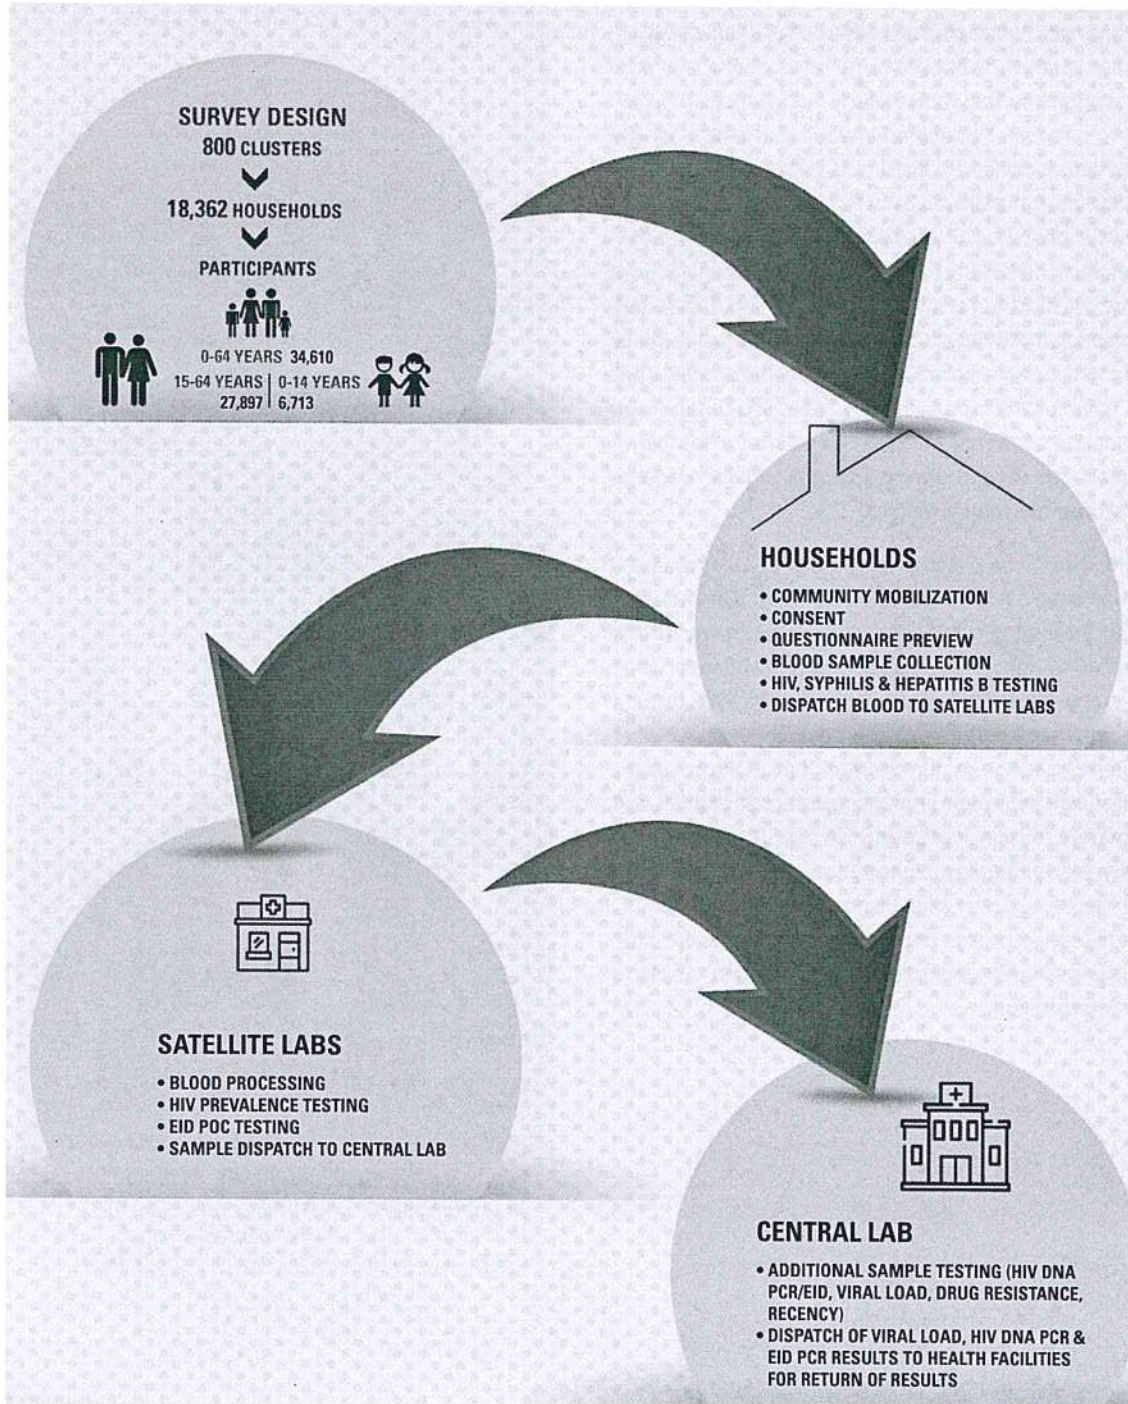 SURVEY DESIGN
800 CLUSTERS
18,362 HOUSEHOLDS
PARTICIPANTS
0-64 YEARS 34,610
15-64 YEARS | 0-14 YEARS
27,897 | 6,713
HOUSEHOLDS
• COMMUNITY MOBILIZATION
• CONSENT
• QUESTIONNAIRE PREVIEW
• BLOOD SAMPLE COLLECTION
• HIV, SYPHILIS & HEPATITIS B TESTING
• DISPATCH BLOOD TO SATELLITE LABS
SATELLITE LABS
• BLOOD PROCESSING
• HIV PREVALENCE TESTING
• EID POC TESTING
• SAMPLE DISPATCH TO CENTRAL LAB
CENTRAL LAB
• ADDITIONAL SAMPLE TESTING (HIV DNA
PCR/EID, VIRAL LOAD, DRUG RESISTANCE,
RECENCY)
• DISPATCH OF VIRAL LOAD, HIV DNA PCR &
EID PCR RESULTS TO HEALTH FACILITIES
FOR RETURN OF RESULTS